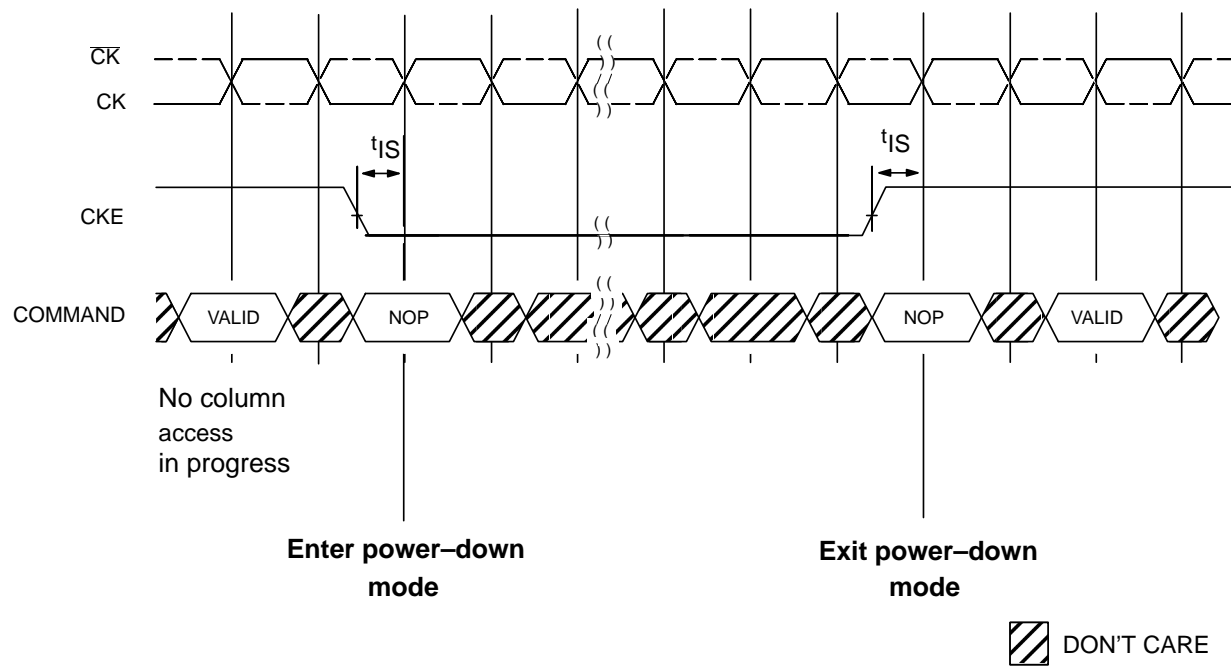 CK
CK
tIS
tIS
CKE
COMMAND
VALID
NOP
NOP
VALID
No column
access
in progress
Enter power–down
mode
Exit power–down
mode
DON'T CARE